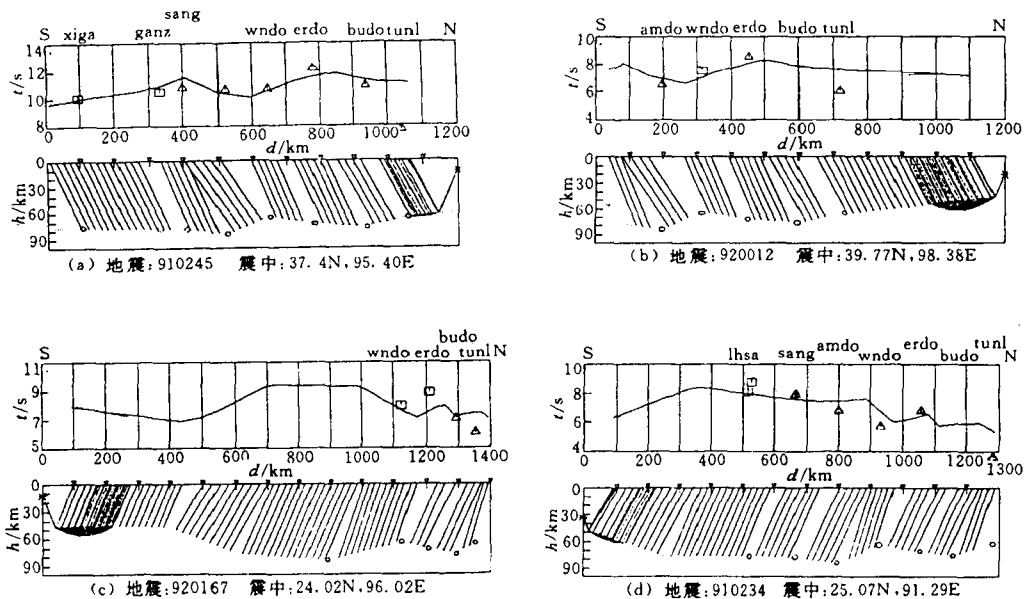 sang
S xiga ganz wndo erdo budo tunl N
14
12
10
8
t/s
0 200 400 600 800 1000 1200
d/km
0
30
60
90
h/km
(a) 地震:910245 震中:37.4N,95.40E
S amdo wndo erdo budo tunl N
10
8
6
4
t/s
0 200 400 600 800 1000 1200
d/km
0
30
60
90
h/km
(b) 地震:920012 震中:39.77N,98.38E
budo
S wndo erdo tunl N
11
9
7
5
t/s
0 200 400 600 800 1000 1200 1400
d/km
0
30
60
90
h/km
(c) 地震:920167 震中:24.02N,96.02E
erdo tunl
S lhsa sang amdo wndo budo N
10
8
6
4
t/s
0 200 400 600 800 1000 1200 1300
d/km
0
30
60
90
h/km
(d) 地震:910234 震中:25.07N,91.29E